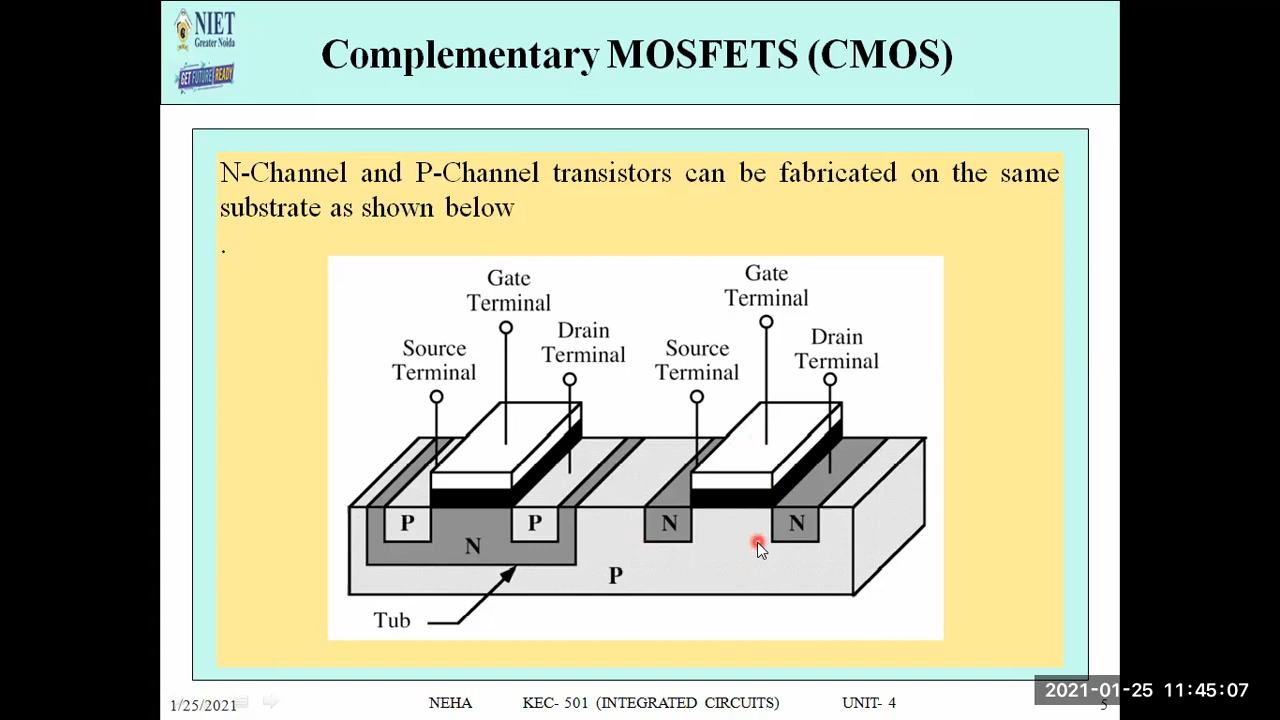 NIET
Greater Noida
GET FUTURE READY
Complementary MOSFETS (CMOS)
N-Channel and P-Channel transistors can be fabricated on the same
substrate as shown below
.
Gate
Terminal
Gate
Terminal
Source
Terminal
Drain
Terminal
Source
Terminal
Drain
Terminal
P
P
N
N
N
P
Tub
1/25/2021
NEHA
KEC- 501 (INTEGRATED CIRCUITS)
UNIT- 4
5
2021-01-25 11:45:07